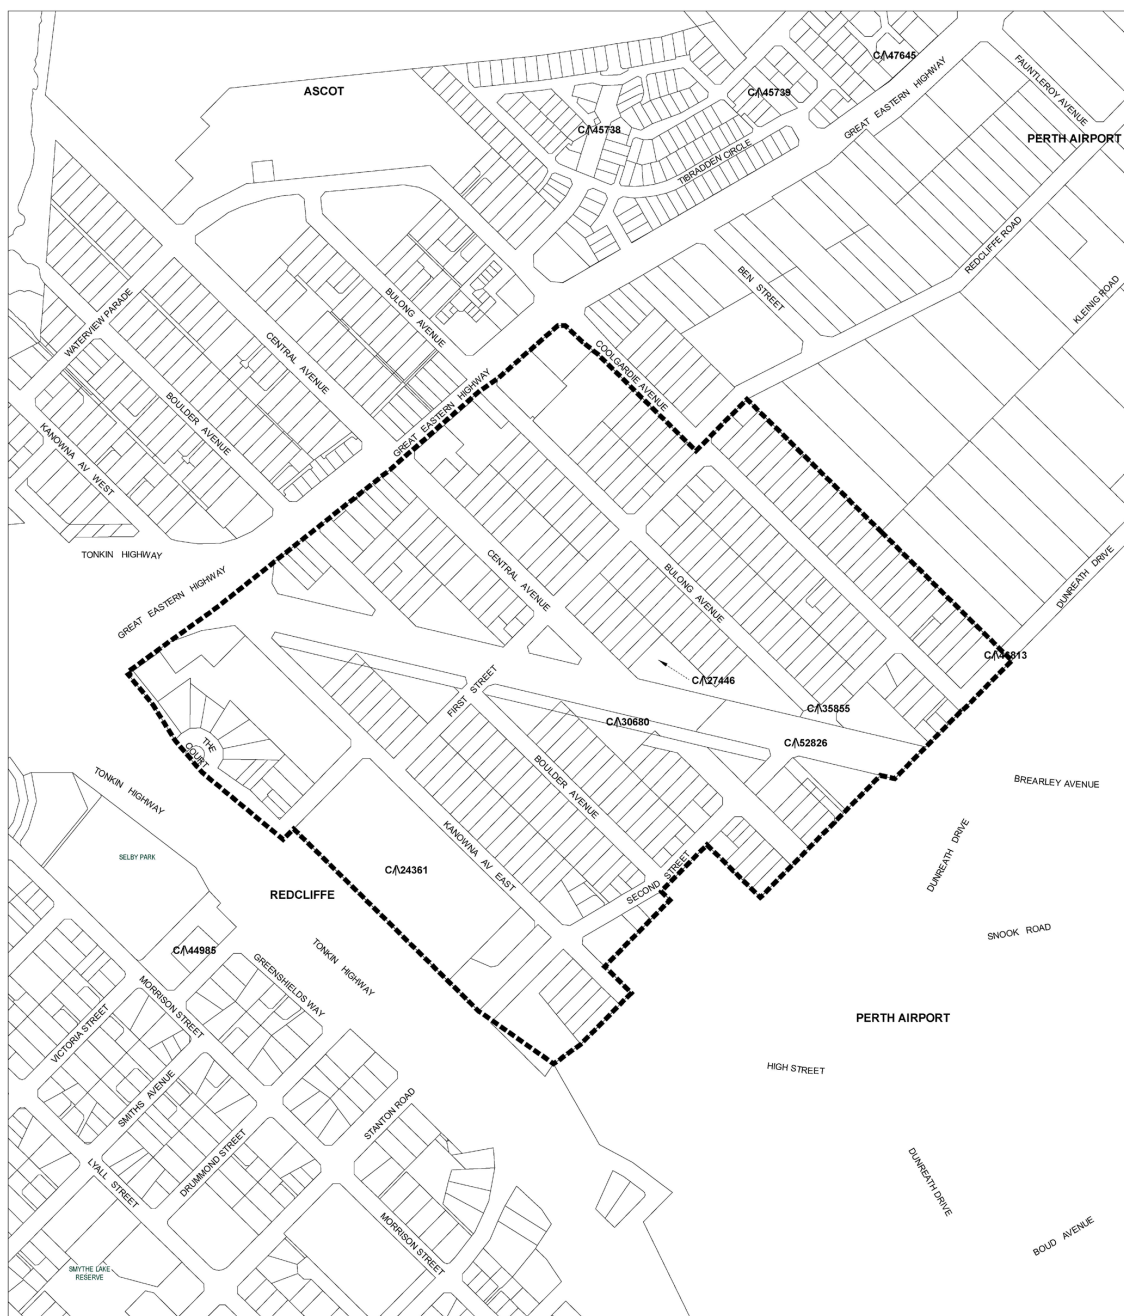 C/\47645
FAUNTLEROY AVENUE
ASCOT
C/\45739
GREAT EASTERN HIGHWAY
C/\45738
PERTH AIRPORT
TIBRADDEN CIRCLE
REDCLIFFE ROAD
BEN STREET
KLEINIG ROAD
WATERVIEW PARADE
BULONG AVENUE
CENTRAL AVENUE
COOLGARDIE AVENUE
BOULDER AVENUE
GREAT EASTERN HIGHWAY
KANOWNA AV WEST
TONKIN HIGHWAY
CENTRAL AVENUE
BULONG AVENUE
DUNREATH DRIVE
GREAT EASTERN HIGHWAY
C/\27446
FIRST STREET
C/\35855
C/\30680
C/\52826
THE
COURT
BOULDER AVENUE
TONKIN HIGHWAY
BREARLEY AVENUE
DUNREATH DRIVE
SELBY PARK
KANOWNA AV EAST
C/\24361
SECOND STREET
REDCLIFFE
SNOOK ROAD
C/\44985
TONKIN HIGHWAY
GREENSHIELDS WAY
MORRISON STREET
VICTORIA STREET
PERTH AIRPORT
HIGH STREET
SMITHS AVENUE
STANTON ROAD
DRUMMOND STREET
LYALL STREET
DUNREATH DRIVE
MORRISON STREET
BOUD AVENUE
SMYTHE LAKE
RESERVE